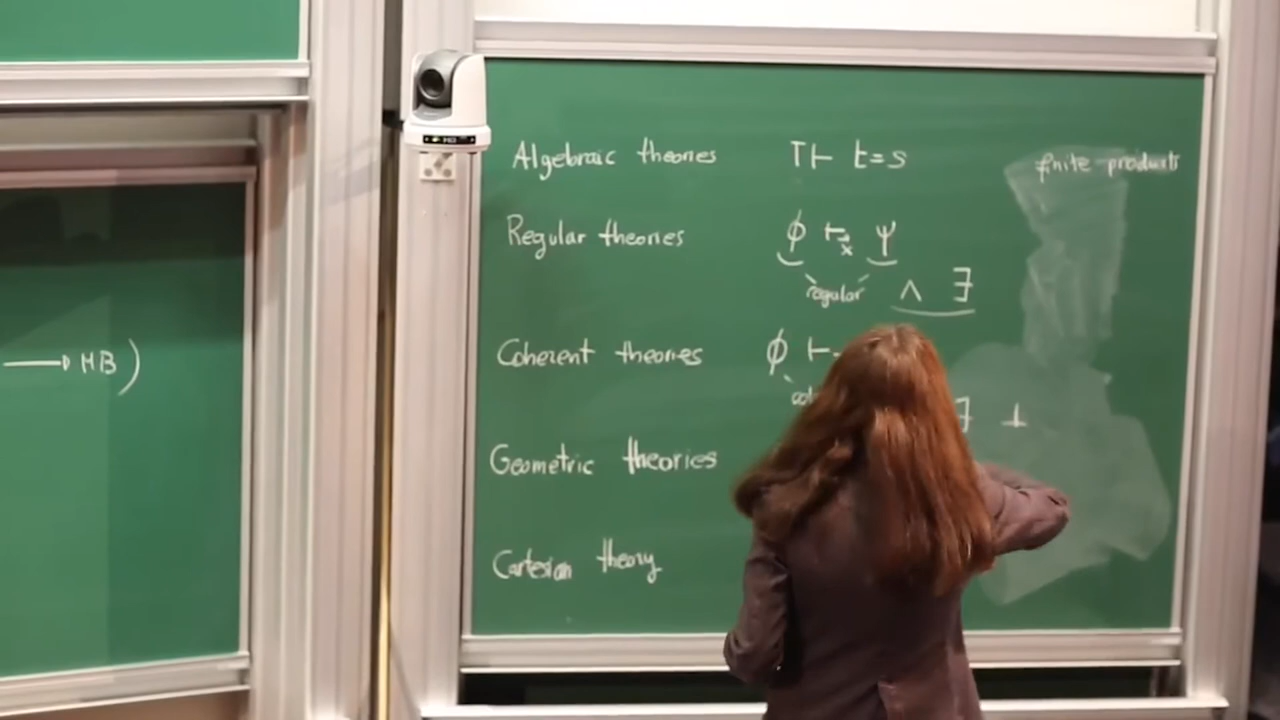 Algebraic theories T ⊢ t = s finite products
Regular theories ϕ ⊢x ψ
regular ∧ ∃
Coherent theories ϕ ⊢
∃ ⊥
Geometric theories
Cartesian theory
⟶ HB)